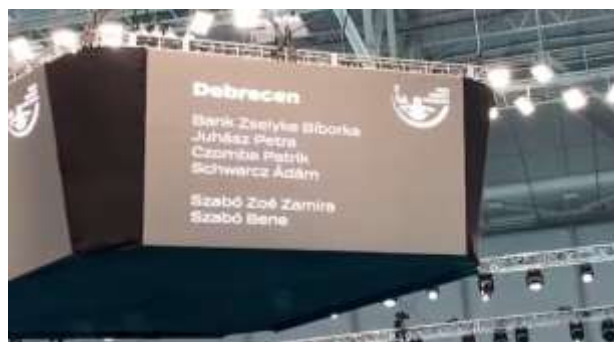 Debrecen
Bank Zselyke Bíborka
Juhász Petra
Czomba Patrik
Schwarcz Ádám
Szabó Zoé Zamira
Szabó Bene